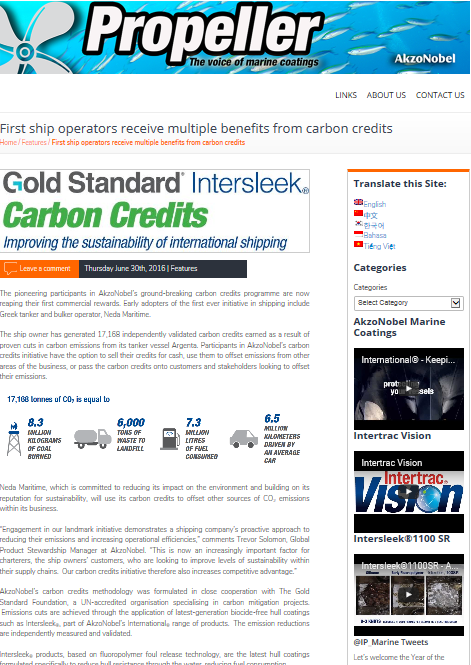 Propeller
The voice of marine coatings
AkzoNobel
LINKS ABOUT US CONTACT US
First ship operators receive multiple benefits from carbon credits
Home / Features / First ship operators receive multiple benefits from carbon credits
Gold Standard® Intersleek®
Carbon Credits
Improving the sustainability of international shipping
Leave a comment Thursday June 30th, 2016 | Features
The pioneering participants in AkzoNobel's ground-breaking carbon credits programme are now
reaping their first commercial rewards. Early adopters of the first ever initiative in shipping include
Greek tanker and bulker operator, Neda Maritime.
The ship owner has generated 17,168 independently validated carbon credits earned as a result of
proven cuts in carbon emissions from its tanker vessel Argenta. Participants in AkzoNobel's carbon
credits initiative have the option to sell their credits for cash, use them to offset emissions from other
areas of the business, or pass the carbon credits onto customers and stakeholders looking to offset
their emissions.
17,168 tonnes of CO₂ is equal to
8.3
MILLION
KILOGRAMS
OF COAL
BURNED
6,000
TONS OF
WASTE TO
LANDFILL
7.3
MILLION
LITRES
OF FUEL
CONSUMED
6.5
MILLION
KILOMETERS
DRIVEN BY
AN AVERAGE
CAR
Neda Maritime, which is committed to reducing its impact on the environment and building on its
reputation for sustainability, will use its carbon credits to offset other sources of CO₂ emissions
within its business.
"Engagement in our landmark initiative demonstrates a shipping company's proactive approach to
reducing their emissions and increasing operational efficiencies," comments Trevor Solomon, Global
Product Stewardship Manager at AkzoNobel. "This is now an increasingly important factor for
charterers, the ship owners' customers, who are looking to improve levels of sustainability within
their supply chains. Our carbon credits initiative therefore also increases competitive advantage."
AkzoNobel's carbon credits methodology was formulated in close cooperation with The Gold
Standard Foundation, a UN-accredited organisation specialising in carbon mitigation projects.
Emissions cuts are achieved through the application of latest-generation biocide-free hull coatings
such as Intersleek®, part of AkzoNobel's International® range of products. The emission reductions
are independently measured and validated.
Intersleek® products, based on fluoropolymer foul release technology, are the latest hull coatings
formulated specifically to reduce hull resistance through the water, reducing fuel consumption
Translate this Site:
English
中文
한국어
Bahasa
Tiếng Việt
Categories
Categories
Select Category
AkzoNobel Marine
Coatings
International® - Keepi...
protecting
your vessels
Intertrac Vision
Intertrac Vision
Intertrac
Vision
Intersleek®1100 SR
Intersleek®1100SR - A...
@IP_Marine Tweets
Let's welcome the Year of the